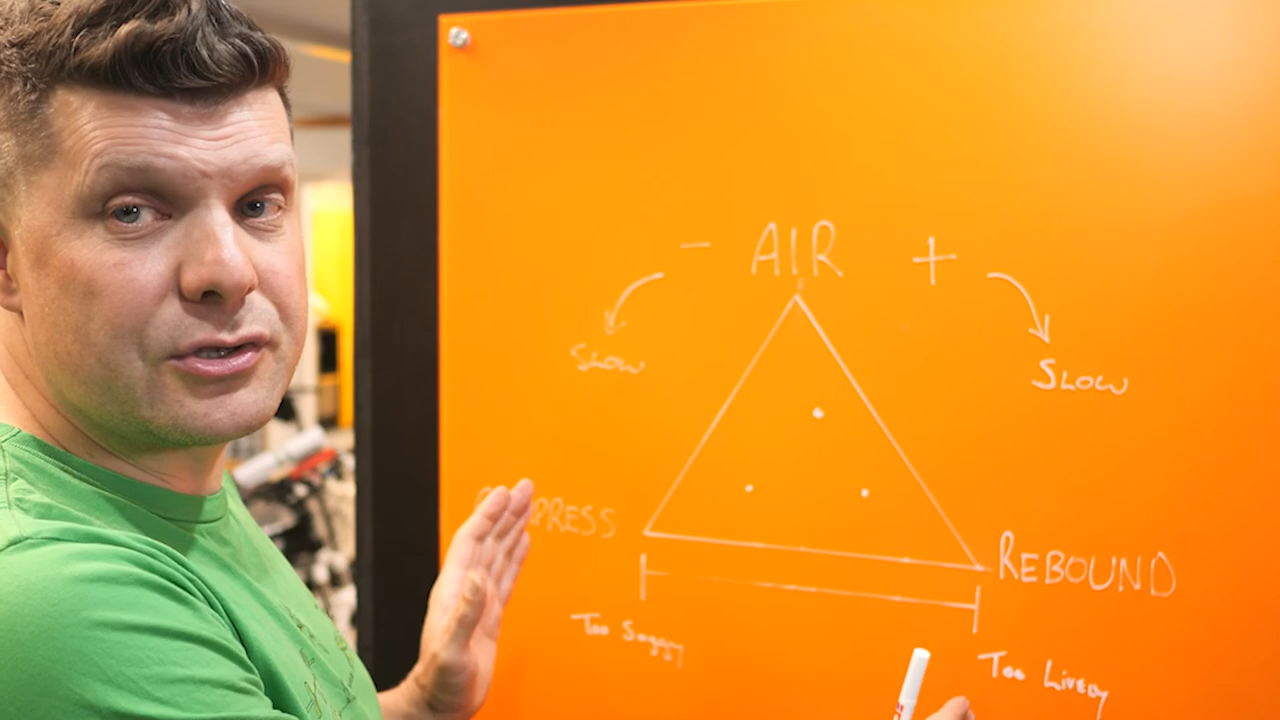 - AIR +
SLOW
SLOW
PRESS
REBOUND
Too Saggy
Too LIVELY